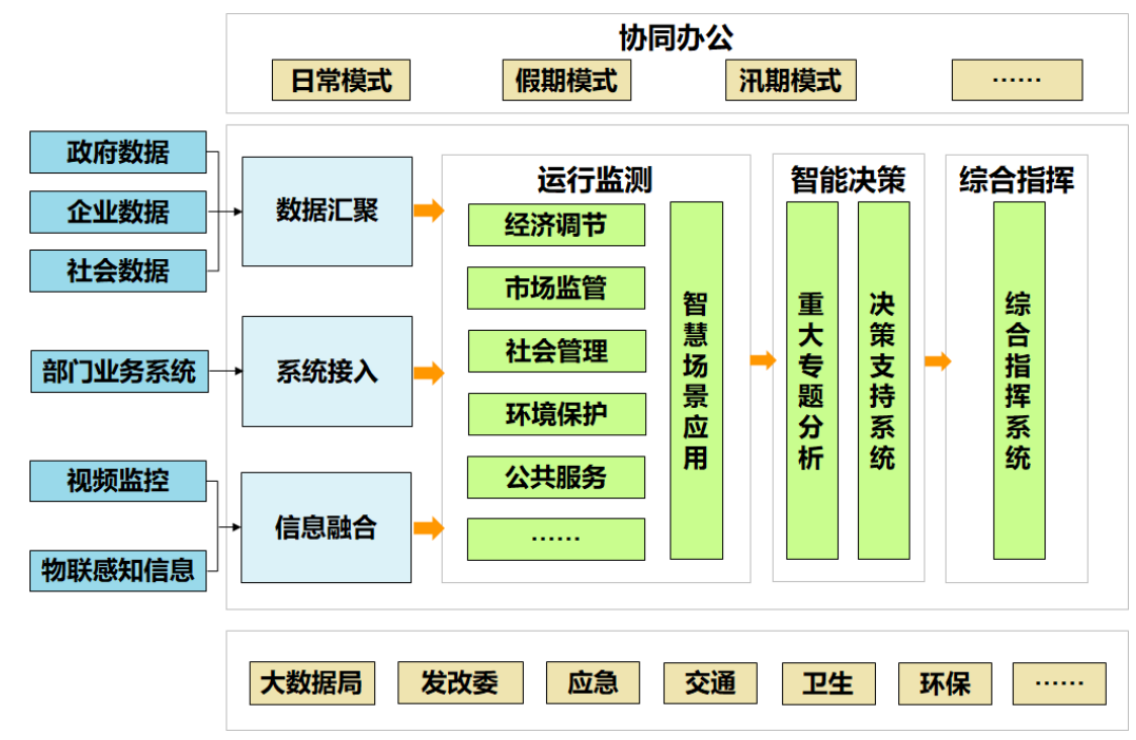 协同办公
日常模式
假期模式
汛期模式
……
政府数据
企业数据
社会数据
部门业务系统
视频监控
物联感知信息
数据汇聚
系统接入
信息融合
运行监测
经济调节
市场监管
社会管理
环境保护
公共服务
……
智慧场景应用
智能决策
重大专题分析
决策支持系统
综合指挥
综合指挥系统
大数据局
发改委
应急
交通
卫生
环保
……